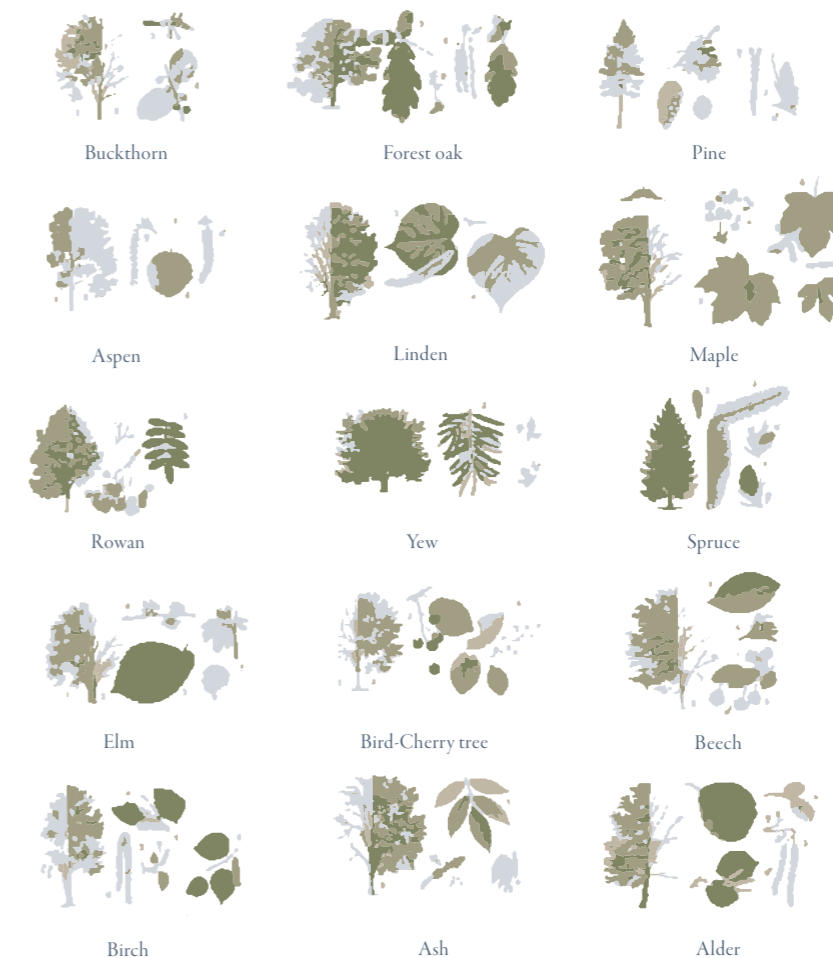 Buckthorn
Forest oak
Pine
Aspen
Linden
Maple
Rowan
Yew
Spruce
Elm
Bird-Cherry tree
Beech
Birch
Ash
Alder